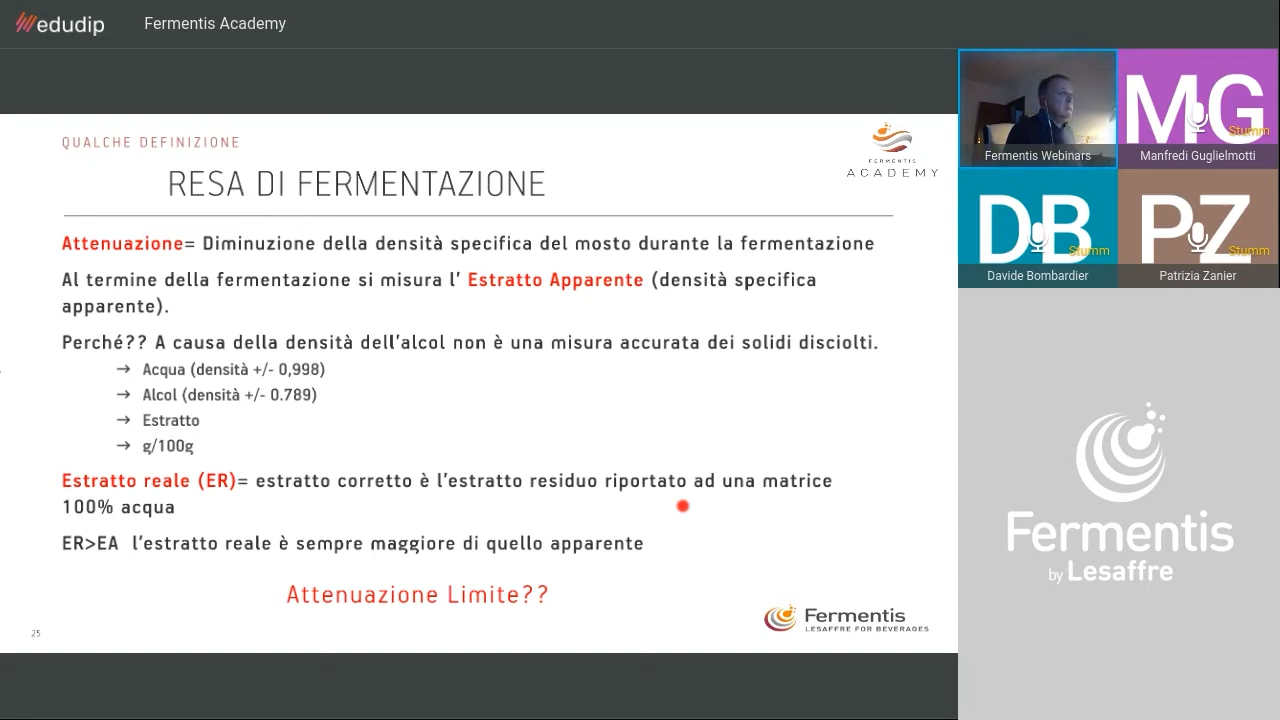 edudip
Fermentis Academy
QUALCHE DEFINIZIONE
RESA DI FERMENTAZIONE
FERMENTIS
ACADEMY
Attenuazione= Diminuzione della densità specifica del mosto durante la fermentazione
Al termine della fermentazione si misura l' Estratto Apparente (densità specifica
apparente).
Perché?? A causa della densità dell'alcol non è una misura accurata dei solidi disciolti.
→ Acqua (densità +/- 0,998)
→ Alcol (densità +/- 0.789)
→ Estratto
→ g/100g
Estratto reale (ER)= estratto corretto è l'estratto residuo riportato ad una matrice
100% acqua
ER>EA l'estratto reale è sempre maggiore di quello apparente
Attenuazione Limite??
25
Fermentis
LESAFFRE FOR BEVERAGES
Fermentis Webinars
MG
Stumm
Manfredi Guglielmotti
DB
Stumm
Davide Bombardier
PZ
Stumm
Patrizia Zanier
Fermentis
by Lesaffre